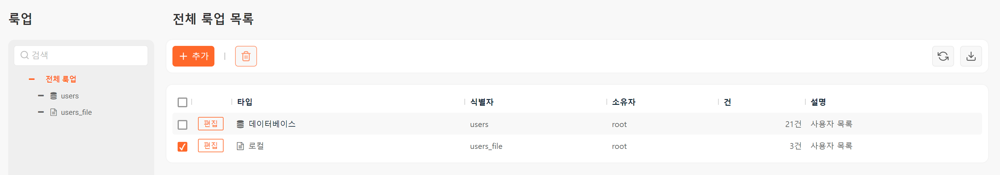 룩업
검색
전체 룩업
users
users_file
전체 룩업 목록
추가
타입 식별자 소유자 건 설명
편집 데이터베이스 users root 21건 사용자 목록
편집 로컬 users_file root 3건 사용자 목록